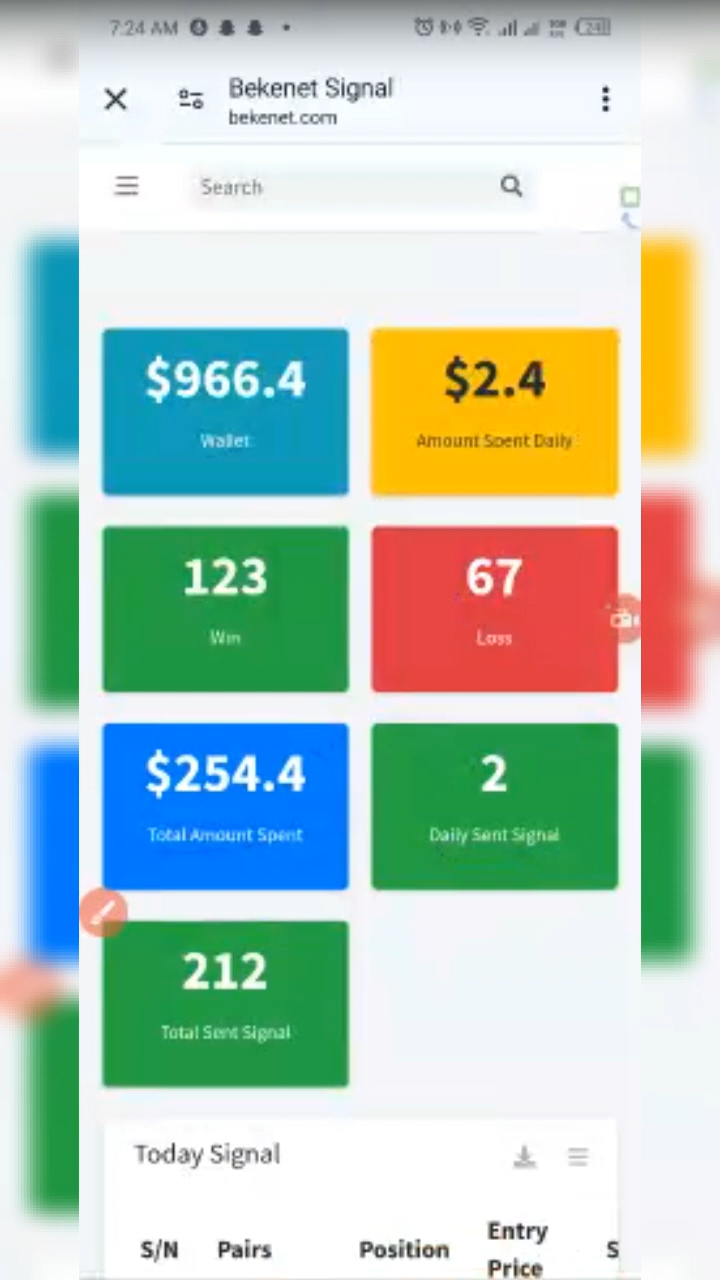 7:24 AM
Bekenet Signal
bekenet.com
Search
$966.4
Wallet
$2.4
Amount Spent Daily
123
Win
67
Loss
$254.4
Total Amount Spent
2
Daily Sent Signal
212
Total Sent Signal
Today Signal
S/N Pairs Position Entry Price